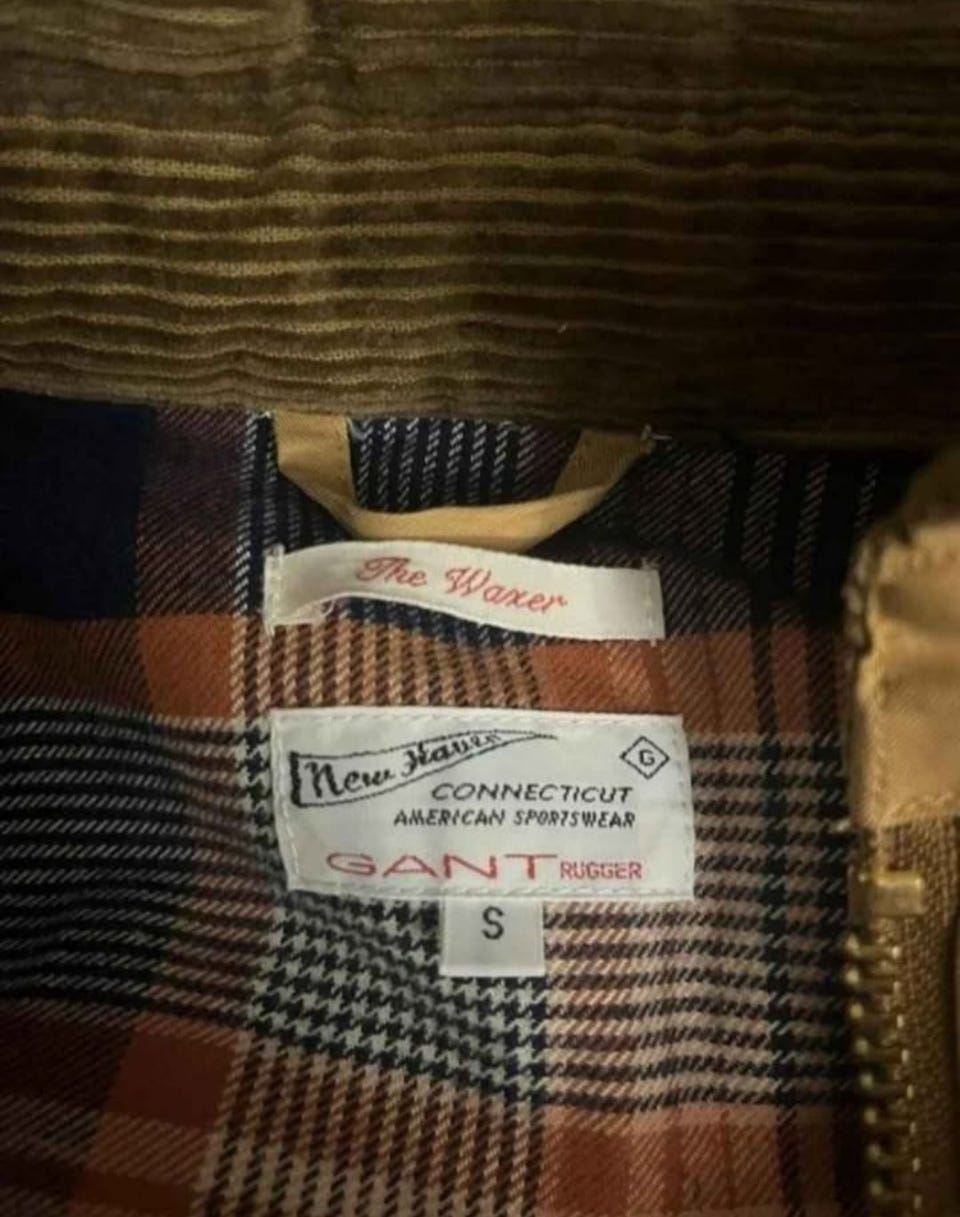 The Waxer
New Haven
G
CONNECTICUT
AMERICAN SPORTSWEAR
GANT RUGGER
S